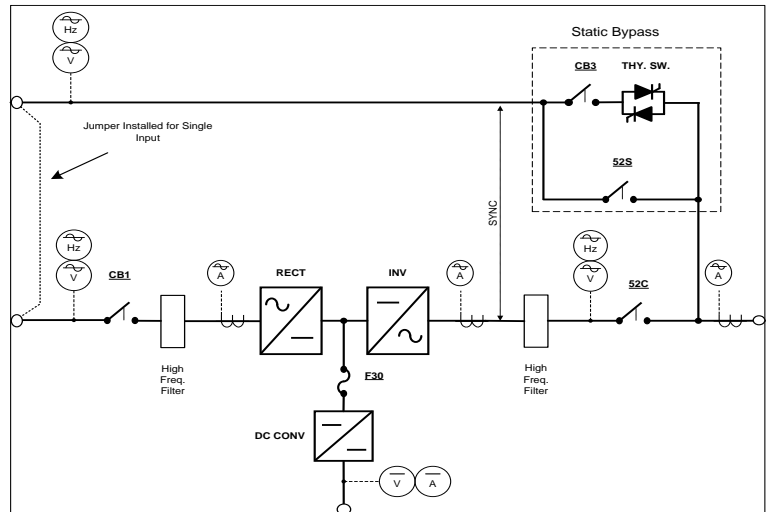 Hz
V
Static Bypass
CB3
THY. SW.
Jumper Installed for Single
Input
52S
SYNC
Hz
V
CB1
A
RECT
INV
A
Hz
V
52C
A
High
Freq.
Filter
F30
High
Freq.
Filter
DC CONV
V
A